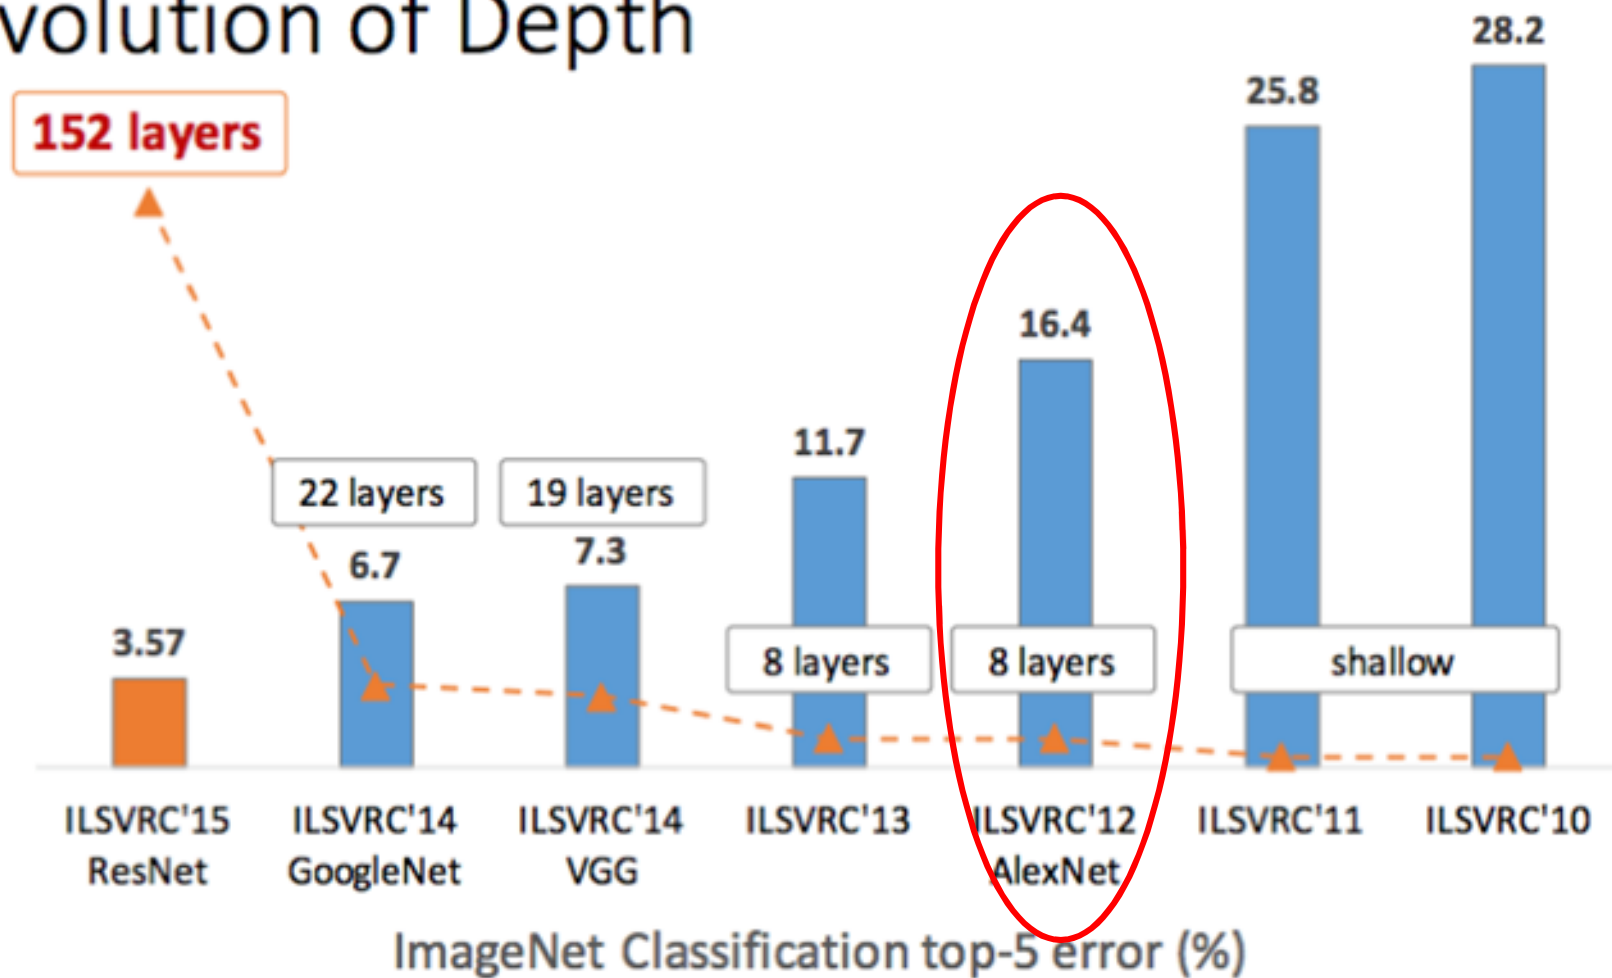 volution of Depth
28.2
25.8
152 layers
16.4
11.7
22 layers
19 layers
7.3
6.7
3.57
8 layers
8 layers
shallow
ILSVRC'15
ResNet
ILSVRC'14
GoogleNet
ILSVRC'14
VGG
ILSVRC'13
ILSVRC'12
AlexNet
ILSVRC'11
ILSVRC'10
ImageNet Classification top-5 error (%)